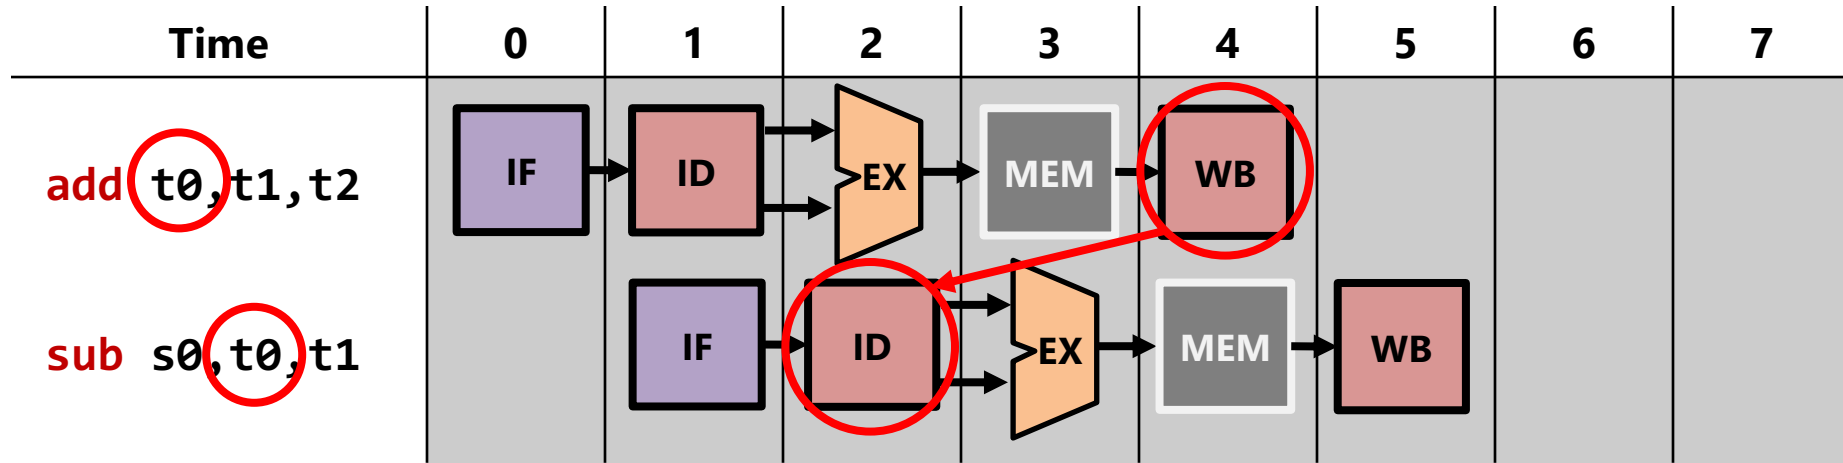 Time 0 1 2 3 4 5 6 7
add t0,t1,t2 IF ID EX MEM WB
sub s0,t0,t1 IF ID EX MEM WB